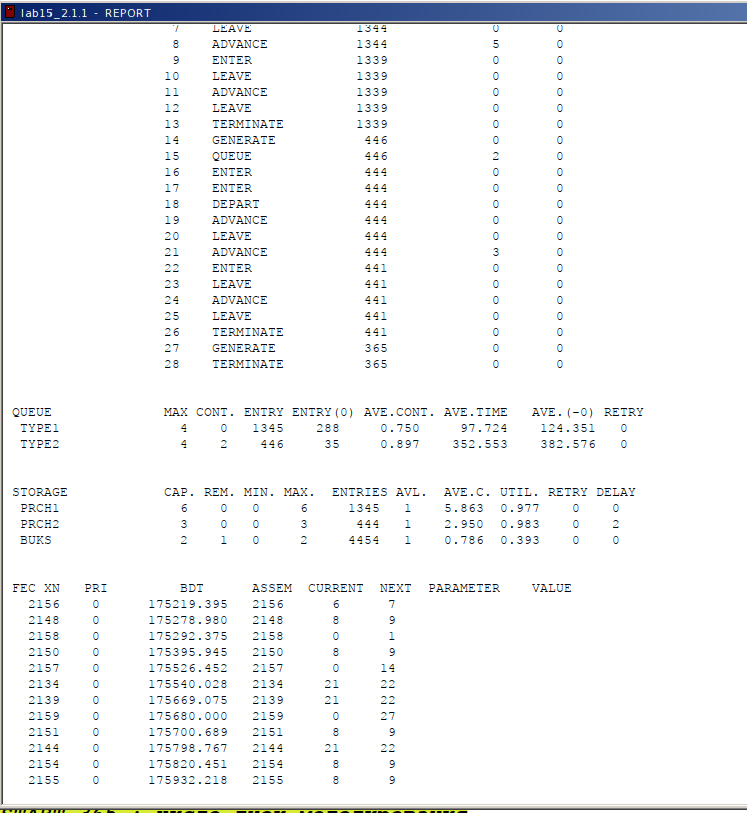 lab15_2.1.1 - REPORT
7 LEAVE 1344 0 0
8 ADVANCE 1344 5 0
9 ENTER 1339 0 0
10 LEAVE 1339 0 0
11 ADVANCE 1339 0 0
12 LEAVE 1339 0 0
13 TERMINATE 1339 0 0
14 GENERATE 446 0 0
15 QUEUE 446 2 0
16 ENTER 444 0 0
17 ENTER 444 0 0
18 DEPART 444 0 0
19 ADVANCE 444 0 0
20 LEAVE 444 0 0
21 ADVANCE 444 3 0
22 ENTER 441 0 0
23 LEAVE 441 0 0
24 ADVANCE 441 0 0
25 LEAVE 441 0 0
26 TERMINATE 441 0 0
27 GENERATE 365 0 0
28 TERMINATE 365 0 0
QUEUE MAX CONT. ENTRY ENTRY(0) AVE.CONT. AVE.TIME AVE.(-0) RETRY
TYPE1 4 0 1345 288 0.750 97.724 124.351 0
TYPE2 4 2 446 35 0.897 352.553 382.576 0
STORAGE CAP. REM. MIN. MAX. ENTRIES AVL. AVE.C. UTIL. RETRY DELAY
PRCH1 6 0 0 6 1345 1 5.863 0.977 0 0
PRCH2 3 0 0 3 444 1 2.950 0.983 0 2
BUKS 2 1 0 2 4454 1 0.786 0.393 0 0
FEC XN PRI BDT ASSEM CURRENT NEXT PARAMETER VALUE
2156 0 175219.395 2156 6 7
2148 0 175278.980 2148 8 9
2158 0 175292.375 2158 0 1
2150 0 175395.945 2150 8 9
2157 0 175526.452 2157 0 14
2134 0 175540.028 2134 21 22
2139 0 175669.075 2139 21 22
2159 0 175680.000 2159 0 27
2151 0 175700.689 2151 8 9
2144 0 175798.767 2144 21 22
2154 0 175820.451 2154 8 9
2155 0 175932.218 2155 8 9